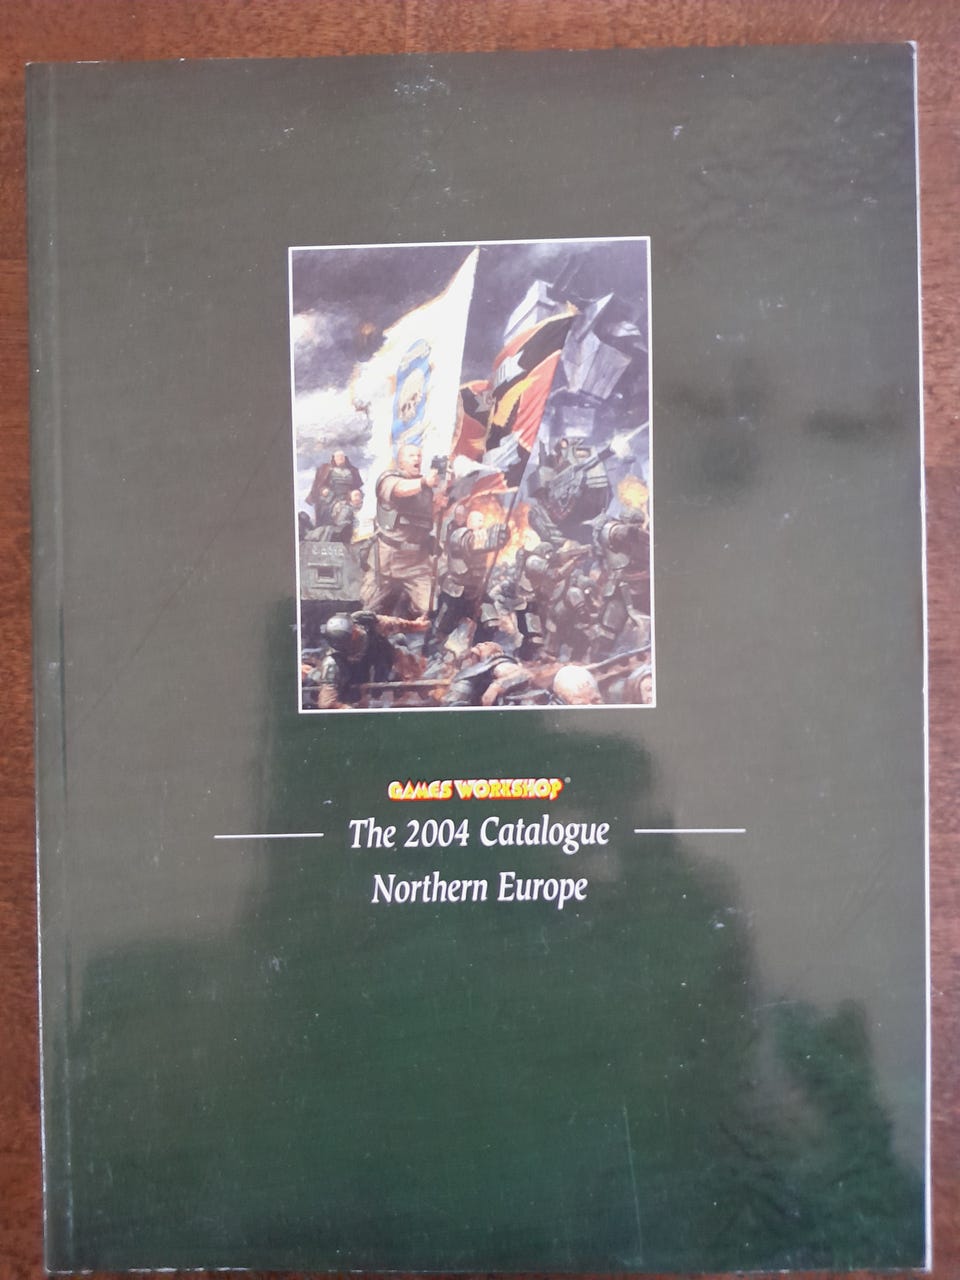 GAMES WORKSHOP®
The 2004 Catalogue
Northern Europe